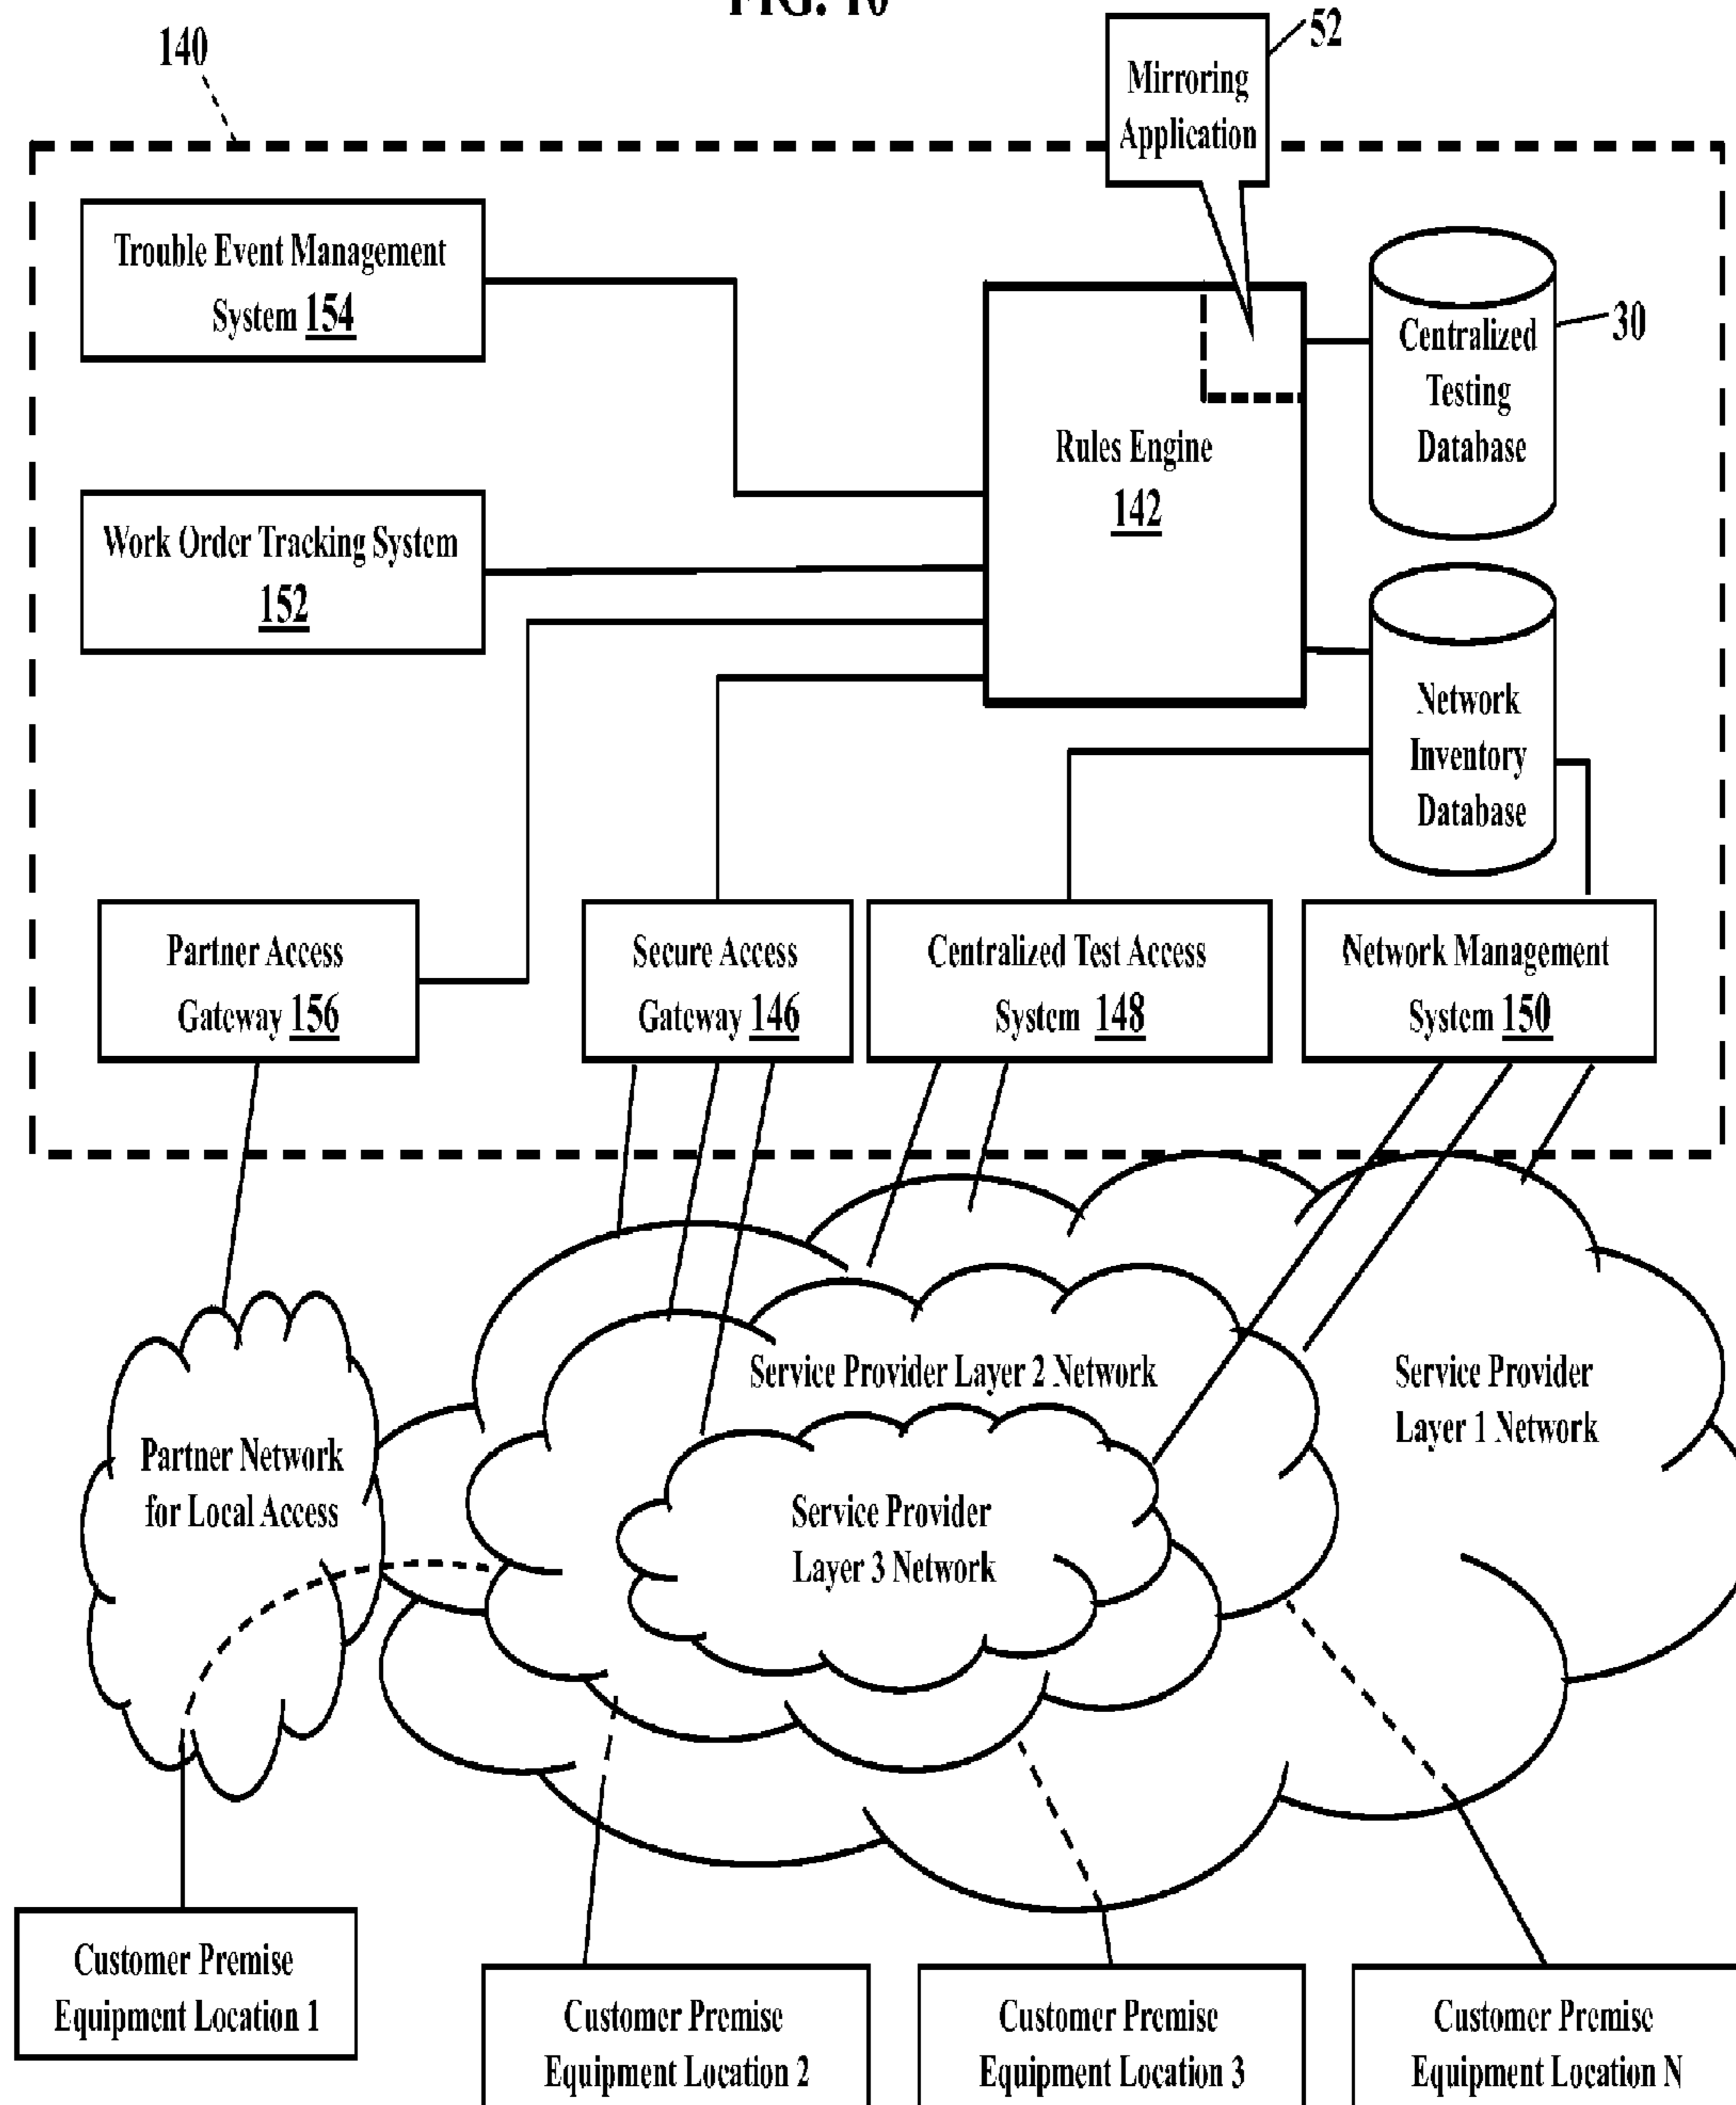 140
52
Mirroring
Application
Trouble Event Management
System 154
Centralized
Testing
Database
30
Rules Engine
142
Work Order Tracking System
152
Network
Inventory
Database
Partner Access
Gateway 156
Secure Access
Gateway 146
Centralized Test Access
System 148
Network Management
System 150
Service Provider Layer 2 Network
Service Provider
Layer 1 Network
Partner Network
for Local Access
Service Provider
Layer 3 Network
Customer Premise
Equipment Location 1
Customer Premise
Equipment Location 2
Customer Premise
Equipment Location 3
Customer Premise
Equipment Location N